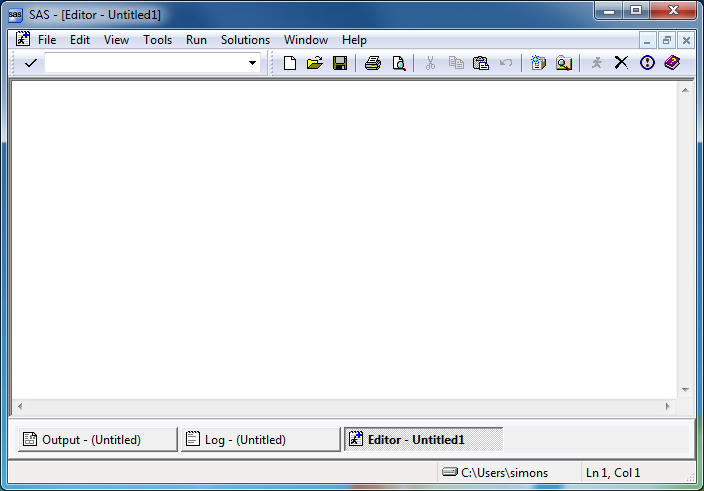 sas SAS - [Editor - Untitled1]
File Edit View Tools Run Solutions Window Help
Output - (Untitled) Log - (Untitled) Editor - Untitled1
C:\Users\simons Ln 1, Col 1